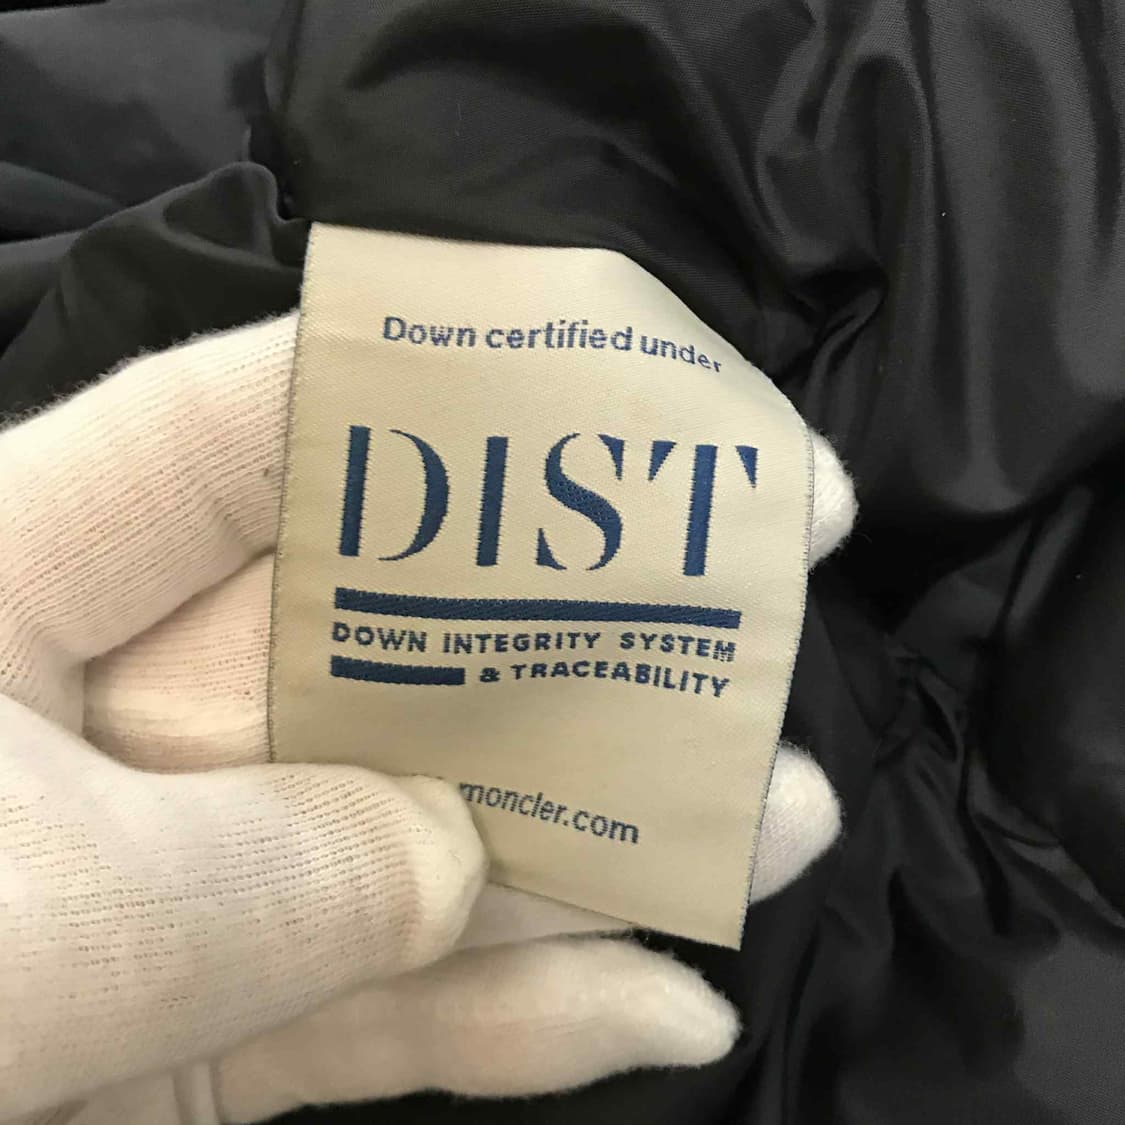 Down certified under
DIST
DOWN INTEGRITY SYSTEM
& TRACEABILITY
moncler.com